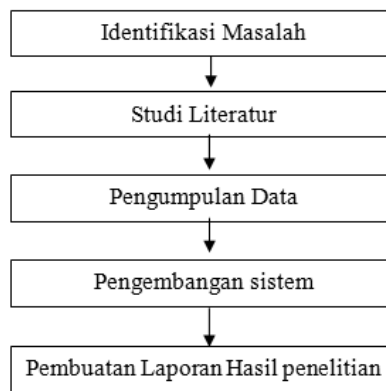 Identifikasi Masalah
Studi Literatur
Pengumpulan Data
Pengembangan sistem
Pembuatan Laporan Hasil penelitian